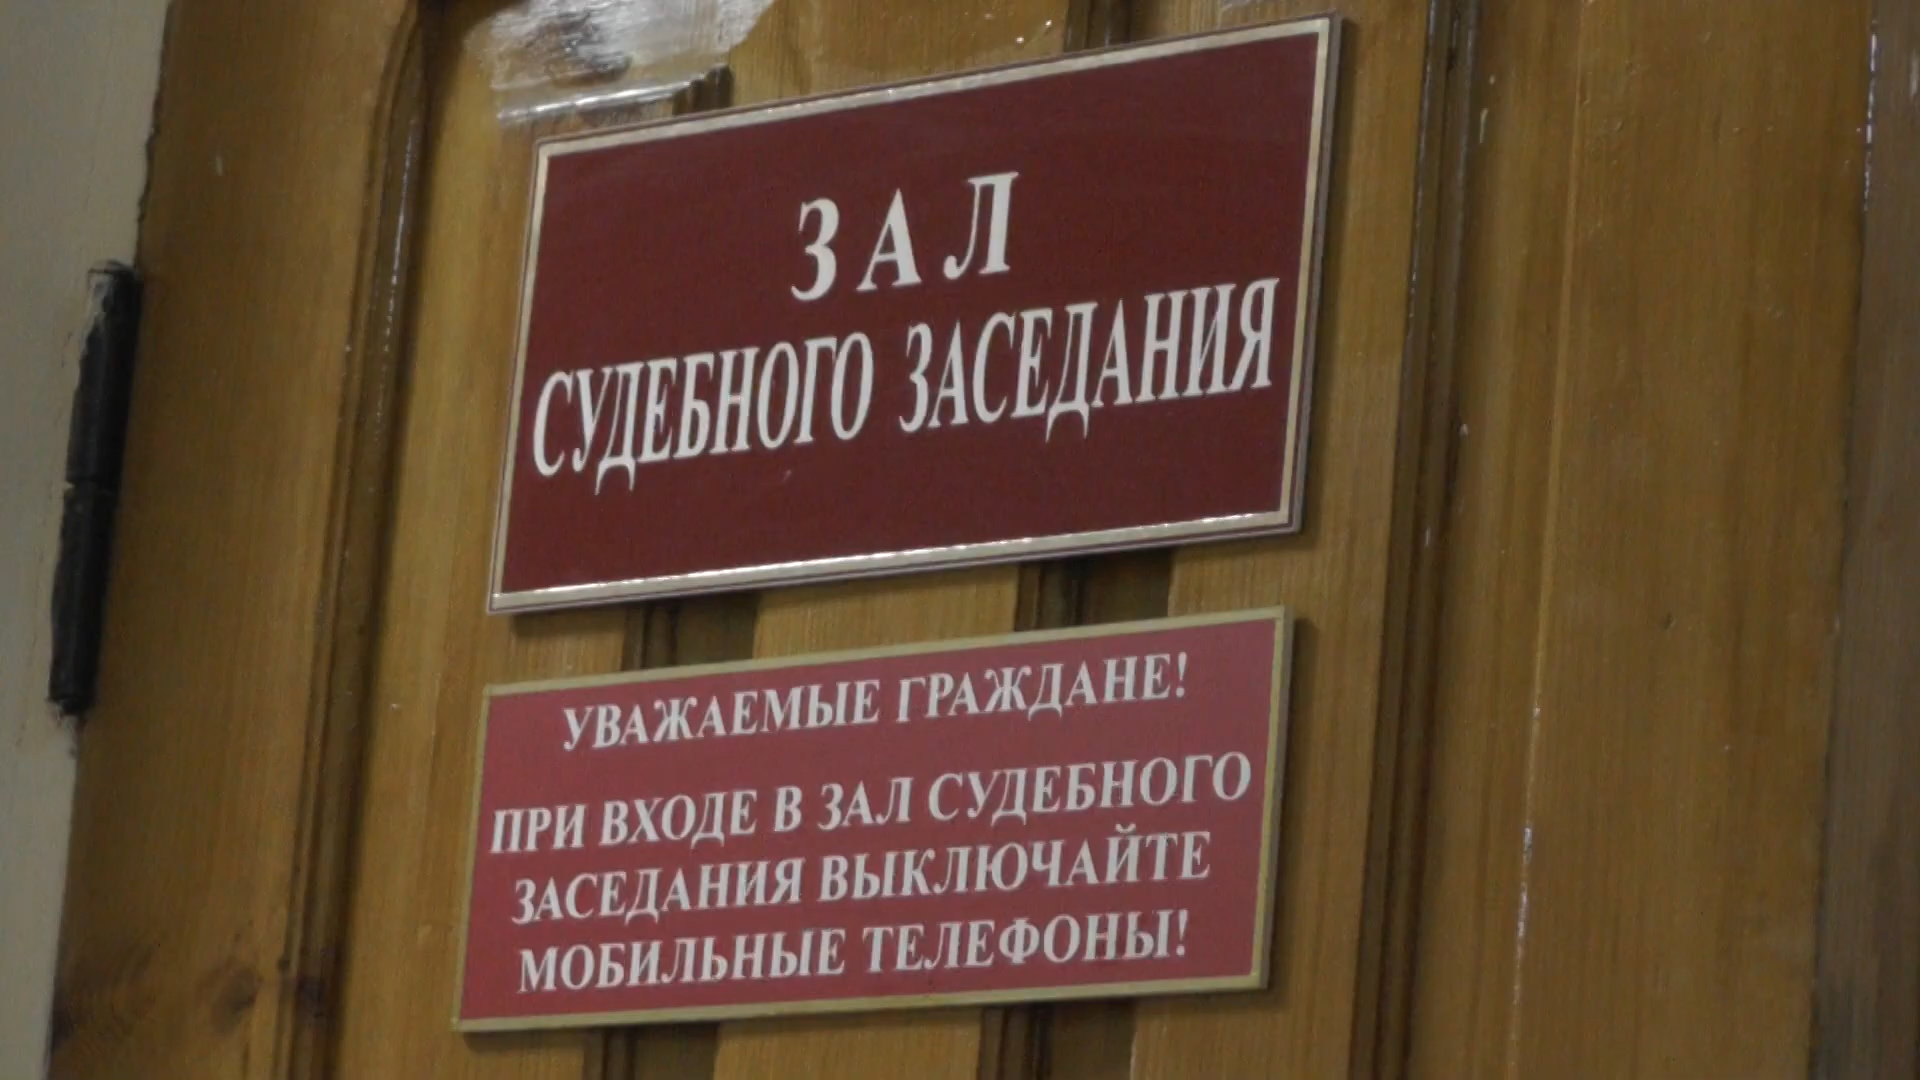 ЗАЛ
СУДЕБНОГО ЗАСЕДАНИЯ
УВАЖАЕМЫЕ ГРАЖДАНЕ!
ПРИ ВХОДЕ В ЗАЛ СУДЕБНОГО
ЗАСЕДАНИЯ ВЫКЛЮЧАЙТЕ
МОБИЛЬНЫЕ ТЕЛЕФОНЫ!